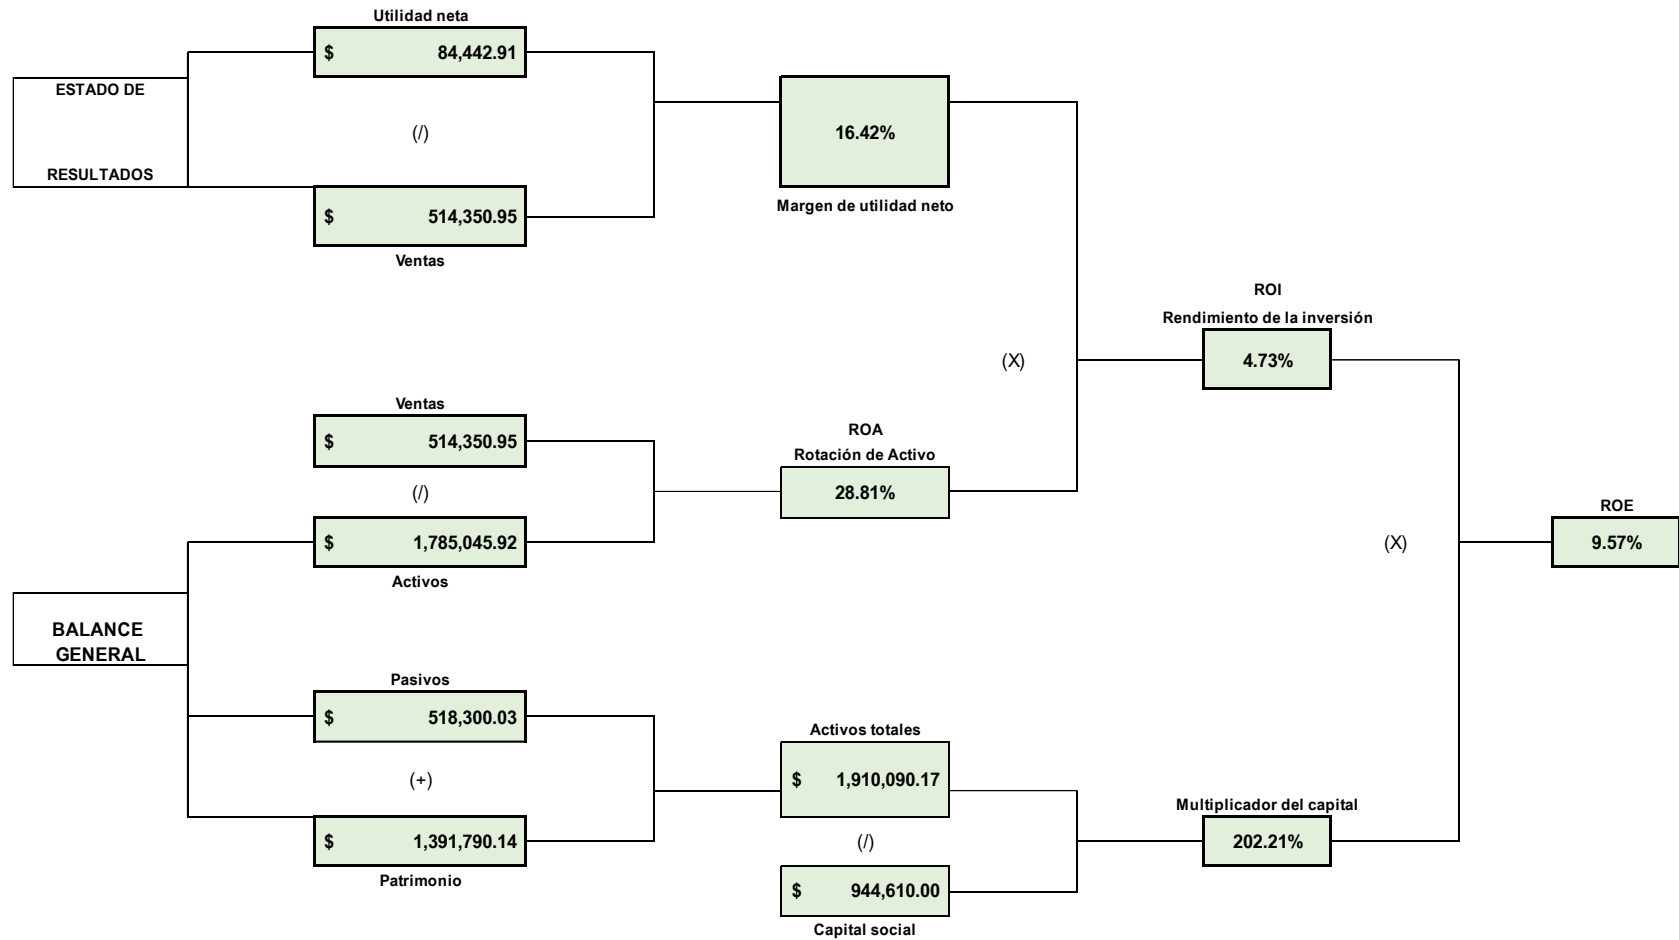 Utilidad neta
$ 84,442.91
ESTADO DE
(/)
16.42%
RESULTADOS
$ 514,350.95
Margen de utilidad neto
Ventas
ROI
Rendimiento de la inversión
(X)
4.73%
Ventas
$ 514,350.95
ROA
Rotación de Activo
(/)
28.81%
ROE
$ 1,785,045.92
(X)
9.57%
Activos
BALANCE
GENERAL
Pasivos
$ 518,300.03
Activos totales
(+)
$ 1,910,090.17
Multiplicador del capital
$ 1,391,790.14
(/)
202.21%
Patrimonio
$ 944,610.00
Capital social